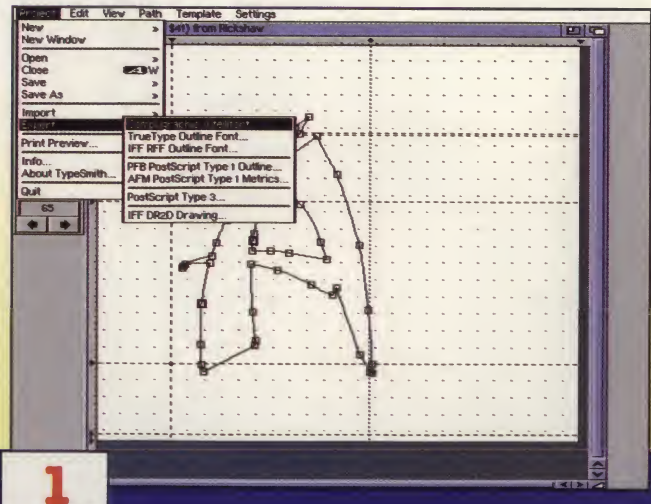 Project Edit View Path Template Settings
New »
New Window
Open »
Close W
Save »
Save As »
Import
Export
Print Preview...
Info...
About TypeSmith...
Quit
65
$41) from Rickshaw
TrueType Outline Font...
IFF RFF Outline Font...
PFB PostScript Type 1 Outline...
AFM PostScript Type 1 Metrics...
PostScript Type 3...
IFF DR2D Drawing...
1